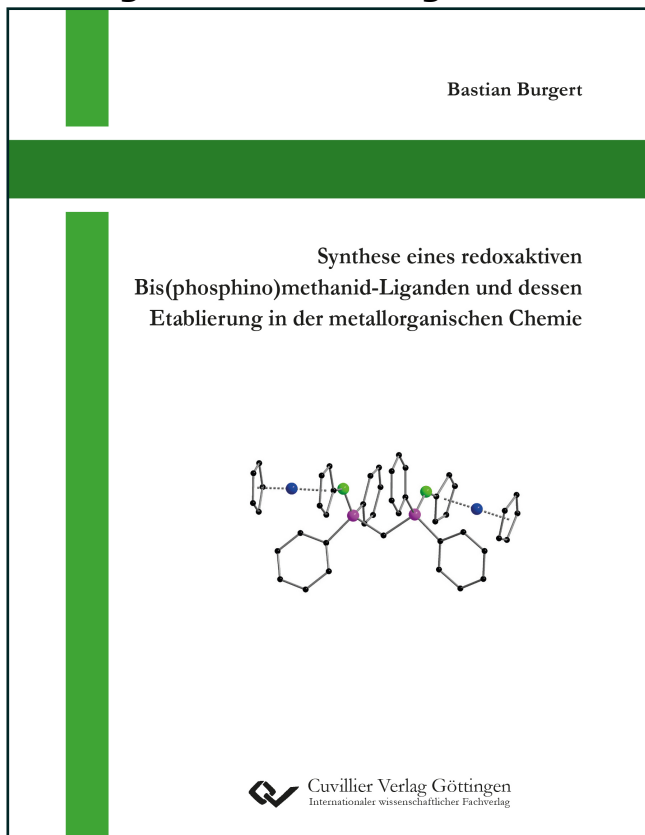 Bastian Burgert
Synthese eines redoxaktiven
Bis(phosphino)methanid-Liganden und dessen
Etablierung in der metallorganischen Chemie
Cuvillier Verlag Göttingen
Internationaler wissenschaftlicher Fachverlag